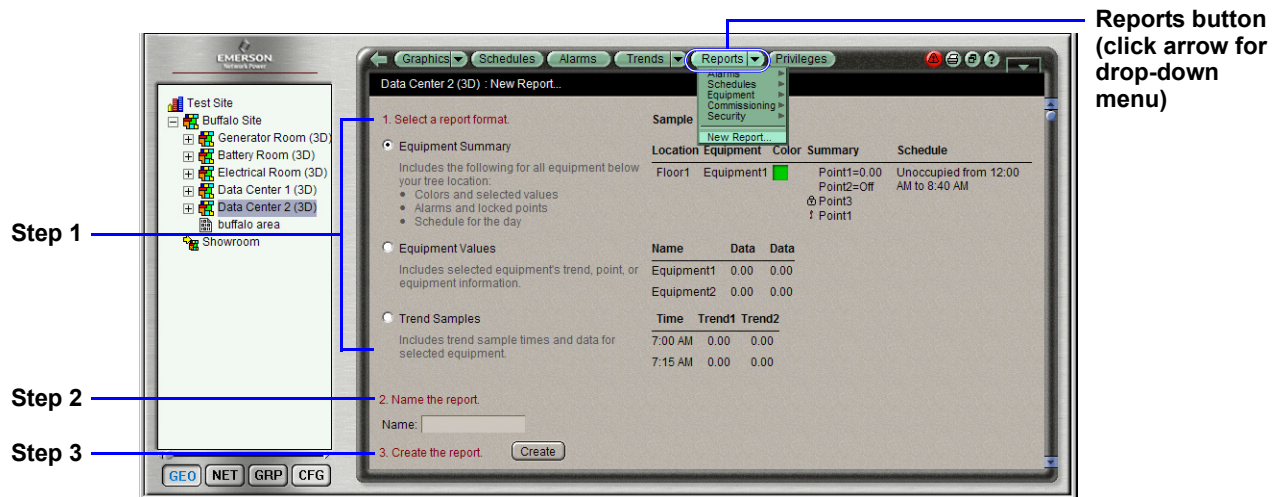 Reports button
(click arrow for
drop-down
menu)
EMERSON
Network Power
Graphics Schedules Alarms Trends Reports Privileges
?
Data Center 2 (3D) : New Report...
Alarms
Schedules
Equipment
Commissioning
Security
New Report...
Test Site
Buffalo Site
Generator Room (3D)
Battery Room (3D)
Electrical Room (3D)
Data Center 1 (3D)
Data Center 2 (3D)
buffalo area
Showroom
Step 1
1. Select a report format.
Sample
Equipment Summary
Includes the following for all equipment below
your tree location:
• Colors and selected values
• Alarms and locked points
• Schedule for the day
Location Equipment Color Summary Schedule
Floor1 Equipment1 Point1=0.00 Unoccupied from 12:00
Point2=Off AM to 8:40 AM
Point3
Point1
Equipment Values
Includes selected equipment's trend, point, or
equipment information.
Name Data Data
Equipment1 0.00 0.00
Equipment2 0.00 0.00
Trend Samples
Includes trend sample times and data for
selected equipment.
Time Trend1 Trend2
7:00 AM 0.00 0.00
7:15 AM 0.00 0.00
Step 2
2. Name the report.
Name:
Step 3
3. Create the report. Create
GEO NET GRP CFG